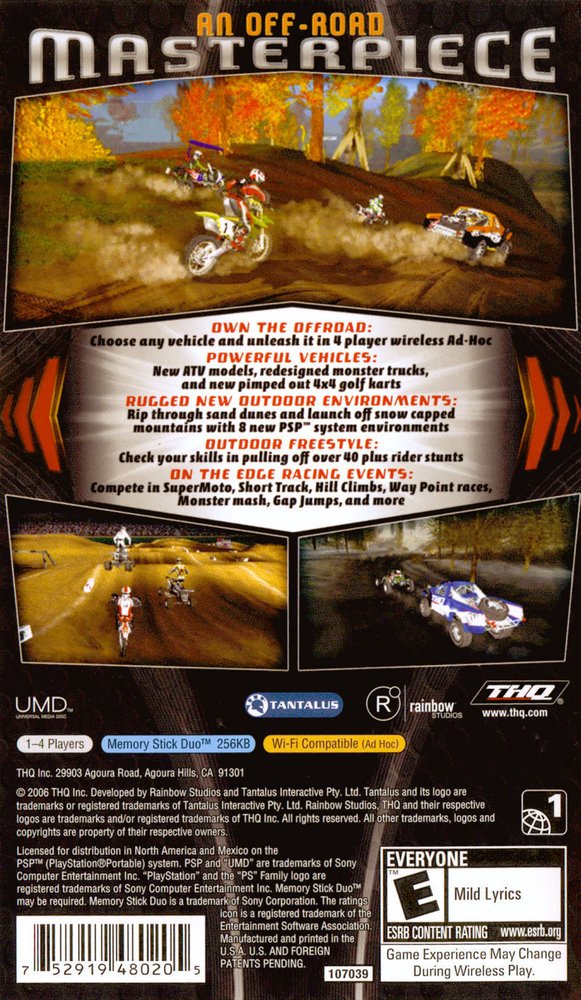 AN OFF-ROAD
MASTERPIECE
OWN THE OFFROAD:
Choose any vehicle and unleash it in 4 player wireless Ad-Hoc
POWERFUL VEHICLES:
New ATV models, redesigned monster trucks,
and new pimped out 4x4 golf karts
RUGGED NEW OUTDOOR ENVIRONMENTS:
Rip through sand dunes and launch off snow capped
mountains with 8 new PSP™ system environments
OUTDOOR FREESTYLE:
Check your skills in pulling off over 40 plus rider stunts
ON THE EDGE RACING EVENTS:
Compete in SuperMoto, Short Track, Hill Climbs, Way Point races,
Monster mash, Gap Jumps, and more
THQ
UMD™
UNIVERSAL MEDIA DISC
TANTALUS
R
rainbow
STUDIOS
THQ®
www.thq.com
1–4 Players
Memory Stick Duo™ 256KB
Wi-Fi Compatible (Ad Hoc)
THQ Inc. 29903 Agoura Road, Agoura Hills, CA 91301
© 2006 THQ Inc. Developed by Rainbow Studios and Tantalus Interactive Pty. Ltd. Tantalus and its logo are
trademarks or registered trademarks of Tantalus Interactive Pty. Ltd. Rainbow Studios, THQ and their respective
logos are trademarks and/or registered trademarks of THQ Inc. All rights reserved. All other trademarks, logos and
copyrights are property of their respective owners.
1
Licensed for distribution in North America and Mexico on the
PSP™ (PlayStation®Portable) system. PSP and “UMD” are trademarks of Sony
Computer Entertainment Inc. “PlayStation” and the “PS” Family logo are
registered trademarks of Sony Computer Entertainment Inc. Memory Stick Duo™
may be required. Memory Stick Duo is a trademark of Sony Corporation. The ratings
icon is a registered trademark of the
Entertainment Software Association.
Manufactured and printed in the
U.S.A. U.S. AND FOREIGN
PATENTS PENDING.
7 52919 48020 5
107039
EVERYONE
E™
Mild Lyrics
ESRB CONTENT RATING www.esrb.org
Game Experience May Change
During Wireless Play.